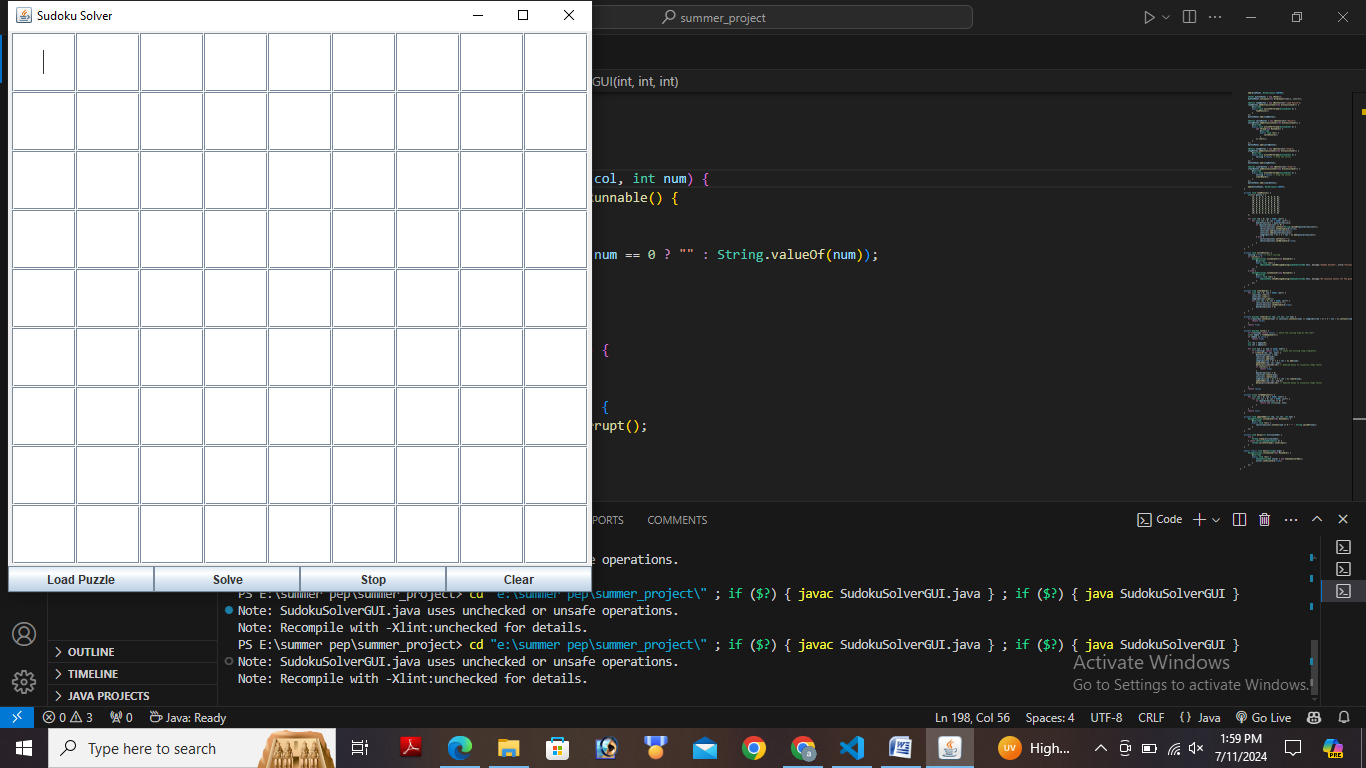 Sudoku Solver
summer_project
GUI(int, int, int)
col, int num) {
unnable() {
num == 0 ? "" : String.valueOf(num));
{
{
rrupt();
Load Puzzle Solve Stop Clear
PORTS COMMENTS
Code
e operations.
PS E:\summer pep\summer_project> cd "e:\summer pep\summer_project\" ; if ($?) { javac SudokuSolverGUI.java } ; if ($?) { java SudokuSolverGUI }
Note: SudokuSolverGUI.java uses unchecked or unsafe operations.
Note: Recompile with -Xlint:unchecked for details.
PS E:\summer pep\summer_project> cd "e:\summer pep\summer_project\" ; if ($?) { javac SudokuSolverGUI.java } ; if ($?) { java SudokuSolverGUI }
Note: SudokuSolverGUI.java uses unchecked or unsafe operations.
Note: Recompile with -Xlint:unchecked for details.
OUTLINE
TIMELINE
JAVA PROJECTS
Activate Windows
Go to Settings to activate Windows.
0 3 0 Java: Ready Ln 198, Col 56 Spaces: 4 UTF-8 CRLF {} Java Go Live
Type here to search
UV High...
1:59 PM
7/11/2024
PRE